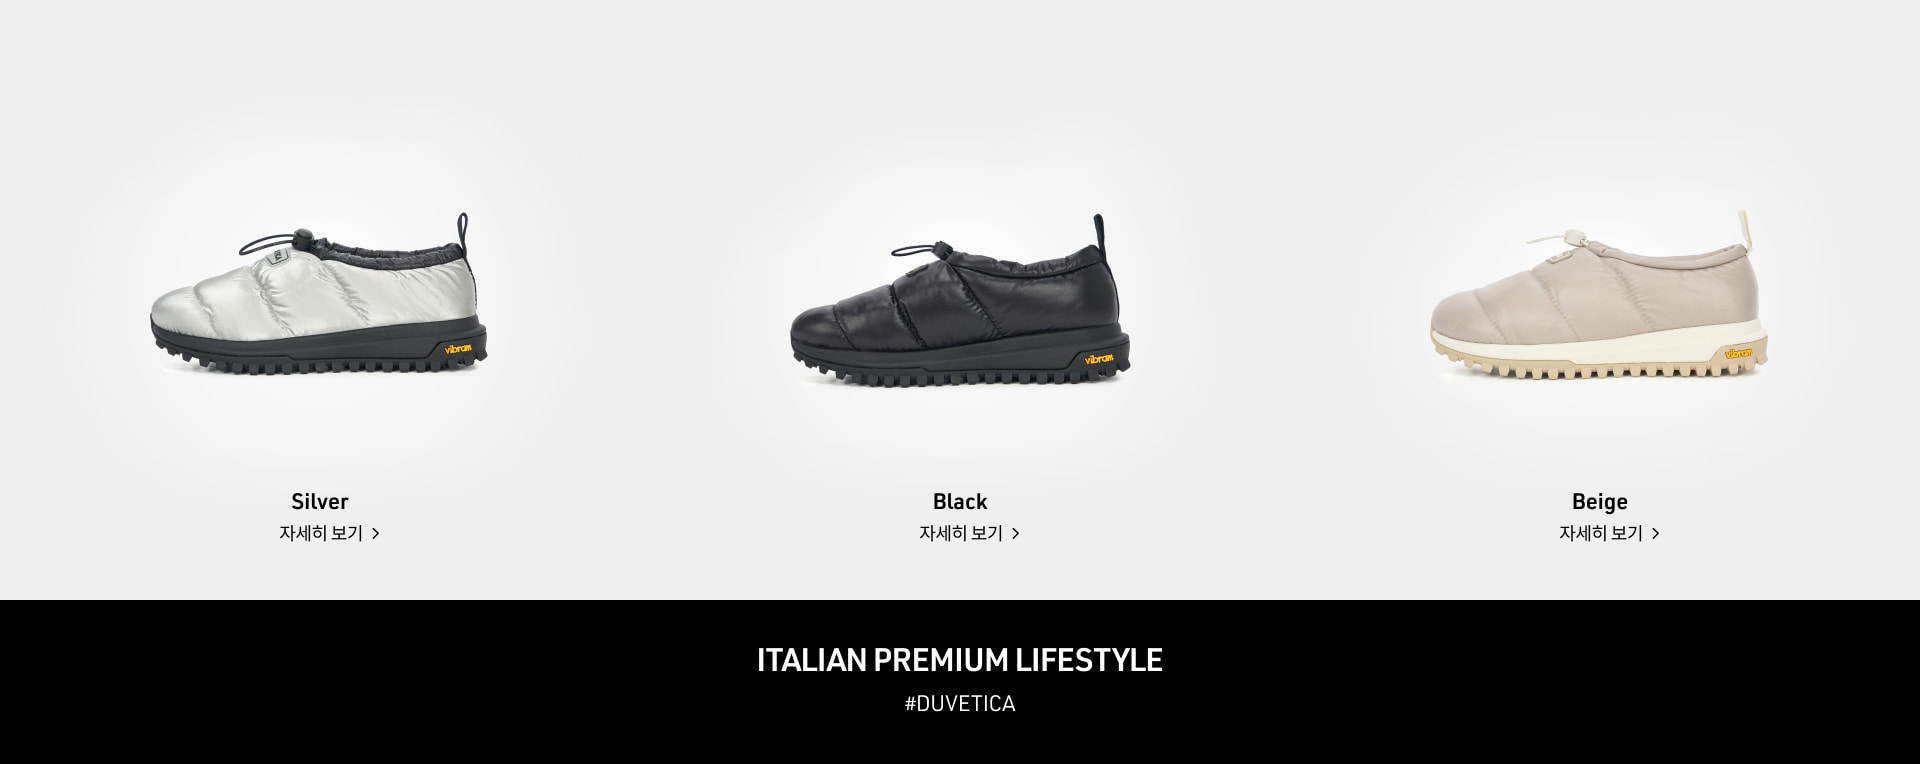 vibram
vibram
vibram
Silver
자세히 보기 >
Black
자세히 보기 >
Beige
자세히 보기 >
ITALIAN PREMIUM LIFESTYLE
#DUVETICA